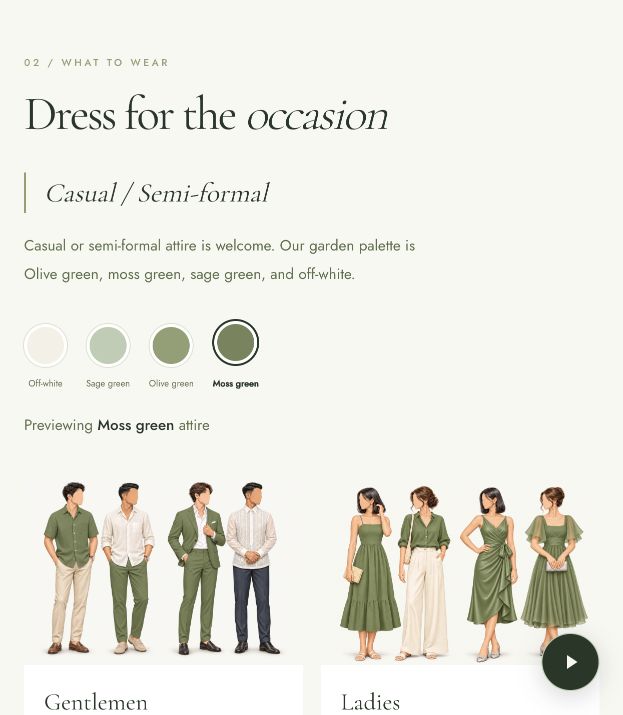 02 / WHAT TO WEAR
Dress for the occasion
Casual / Semi-formal
Casual or semi-formal attire is welcome. Our garden palette is
Olive green, moss green, sage green, and off-white.
Off-white Sage green Olive green Moss green
Previewing Moss green attire
Gentlemen Ladies